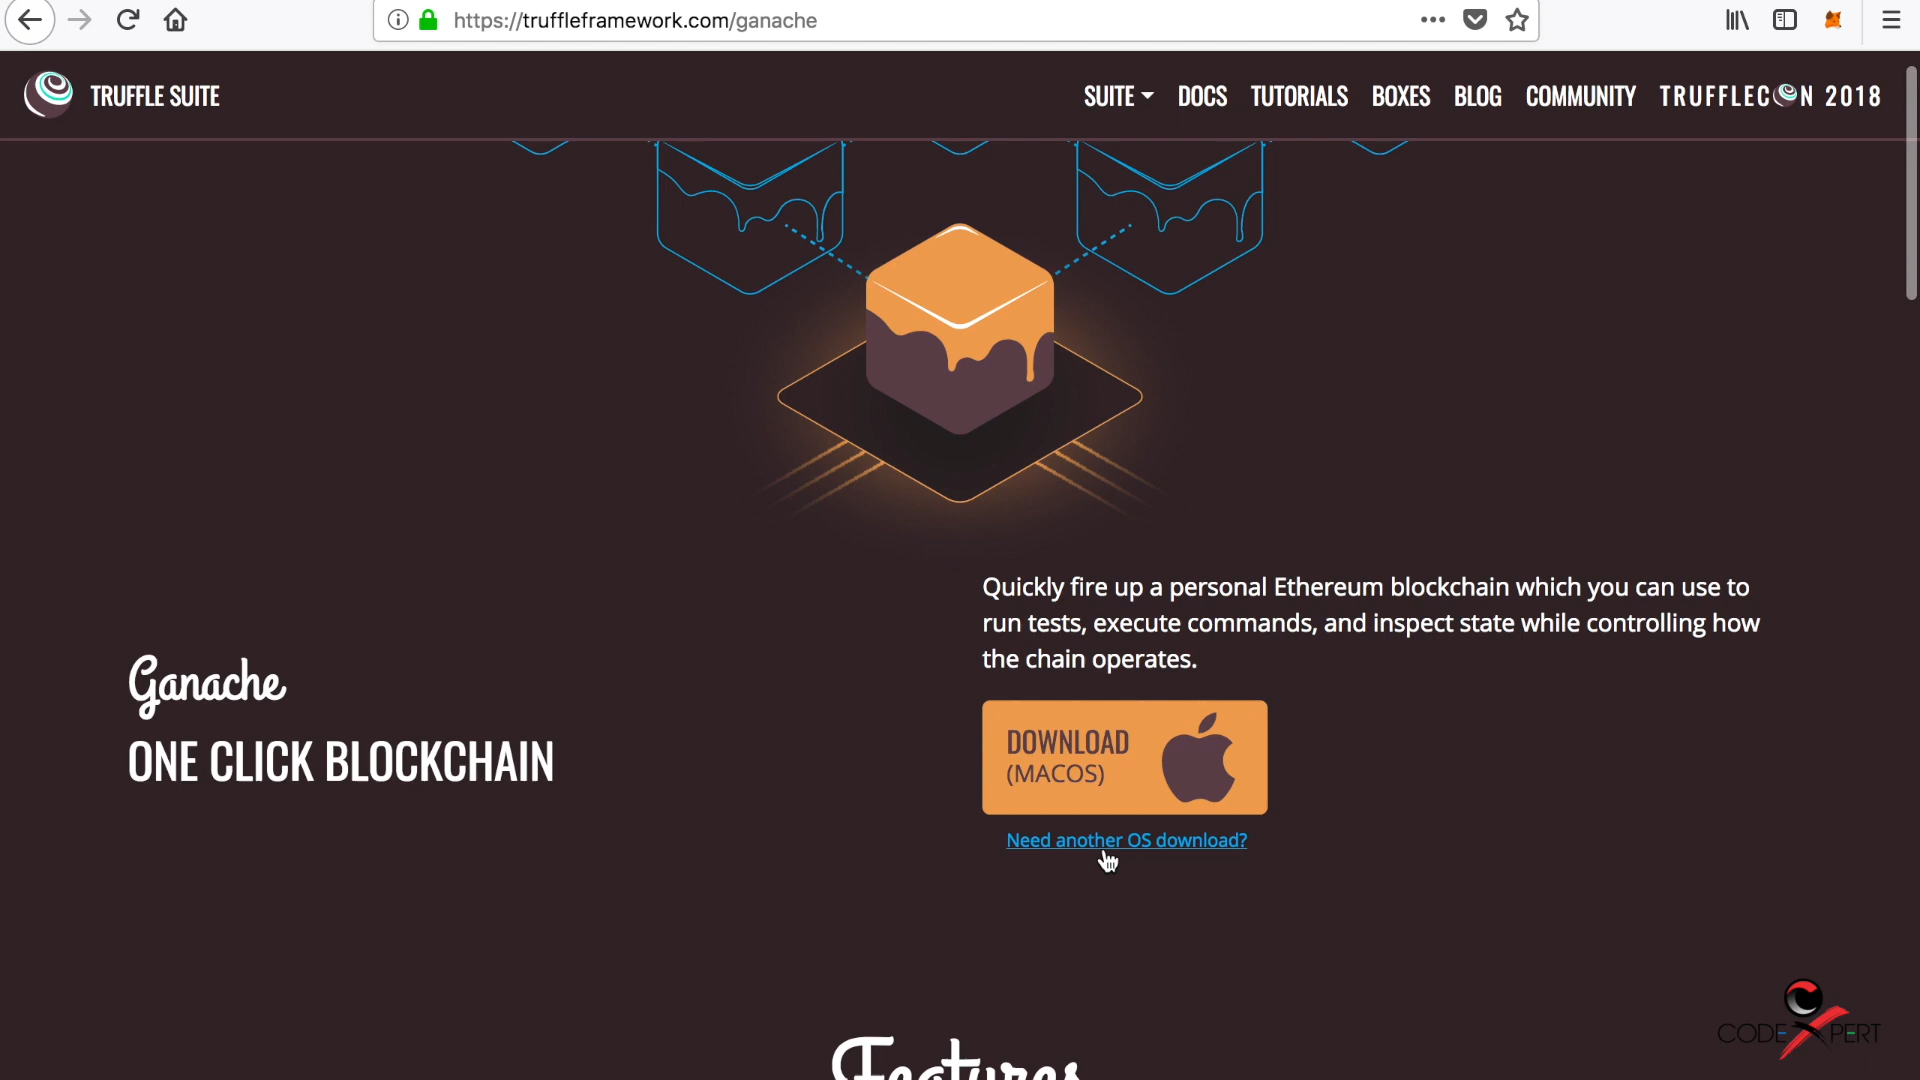 https://truffleframework.com/ganache
TRUFFLE SUITE
SUITE DOCS TUTORIALS BOXES BLOG COMMUNITY TRUFFLECON 2018
Quickly fire up a personal Ethereum blockchain which you can use to
run tests, execute commands, and inspect state while controlling how
the chain operates.
Ganache
ONE CLICK BLOCKCHAIN
DOWNLOAD
(MACOS)
Need another OS download?
Features
CODEXPERT